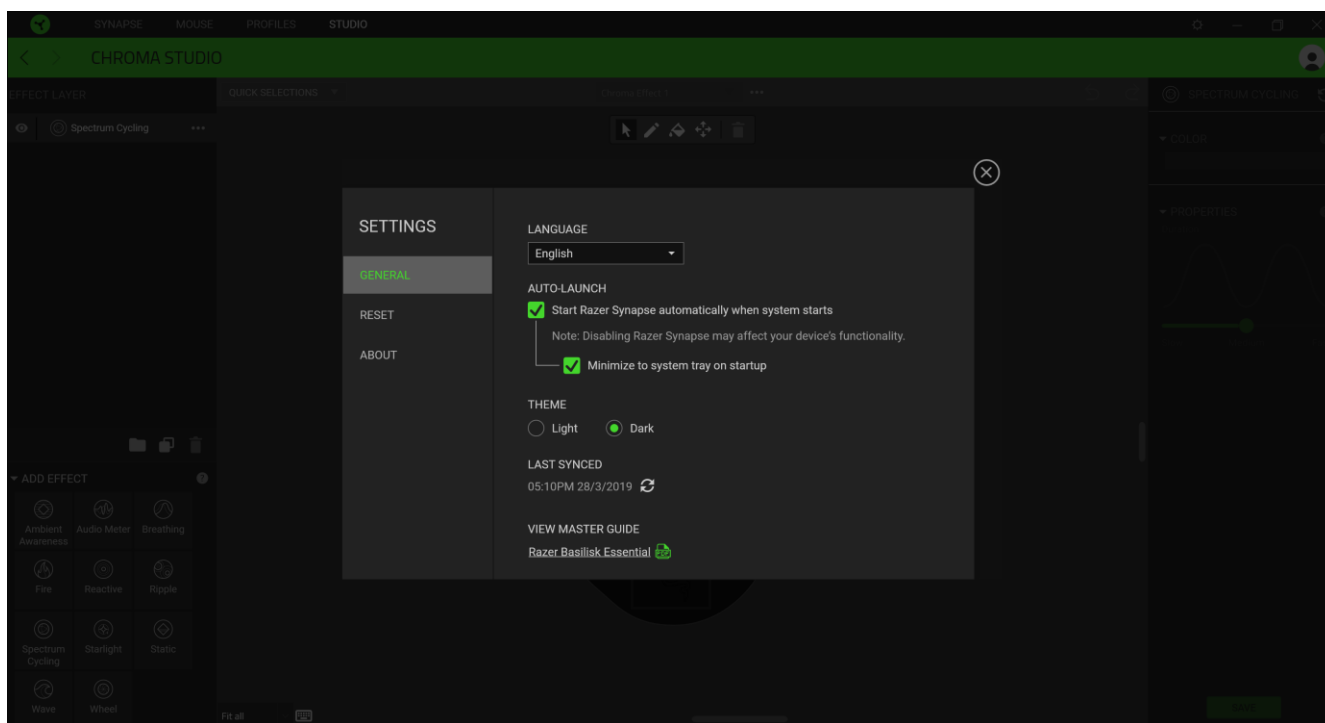 SYNAPSE MOUSE PROFILES STUDIO
CHROMA STUDIO
EFFECT LAYER
QUICK SELECTIONS
Chroma Effect
SPECTRUM CYCLING
Spectrum Cycling
COLOR
PROPERTIES
SETTINGS
GENERAL
RESET
ABOUT
LANGUAGE
English
AUTO-LAUNCH
Start Razer Synapse automatically when system starts
Note: Disabling Razer Synapse may affect your device's functionality.
Minimize to system tray on startup
THEME
Light Dark
LAST SYNCED
05:10PM 28/3/2019
VIEW MASTER GUIDE
Razer Basilisk Essential
ADD EFFECT
Ambient
Awareness
Audio Meter
Breathing
Fire
Reactive
Ripple
Spectrum
Cycling
Starlight
Static
Wave
Wheel
Fit all
SAVE